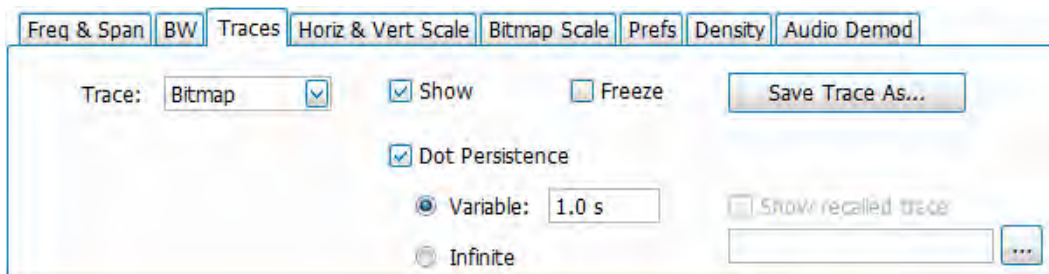 Freq & Span BW Traces Horiz & Vert Scale Bitmap Scale Prefs Density Audio Demod
Trace: Bitmap Show Freeze Save Trace As...
Dot Persistence
Variable: 1.0 s Show recalled trace
Infinite ...